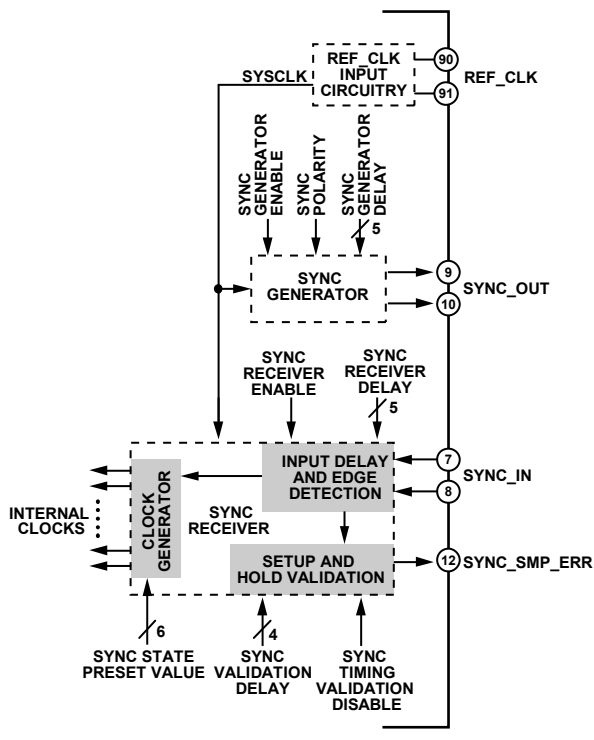 REF_CLK
INPUT
CIRCUITRY
90
91
REF_CLK
SYSCLK
SYNC
GENERATOR
ENABLE
SYNC
POLARITY
SYNC
GENERATOR
DELAY
5
SYNC
GENERATOR
9
10
SYNC_OUT
SYNC
RECEIVER
ENABLE
SYNC
RECEIVER
DELAY
5
INPUT DELAY
AND EDGE
DETECTION
7
8
SYNC_IN
CLOCK
GENERATOR
SYNC
RECEIVER
INTERNAL
CLOCKS
SETUP AND
HOLD VALIDATION
12
SYNC_SMP_ERR
6
SYNC STATE
PRESET VALUE
4
SYNC
VALIDATION
DELAY
SYNC
TIMING
VALIDATION
DISABLE